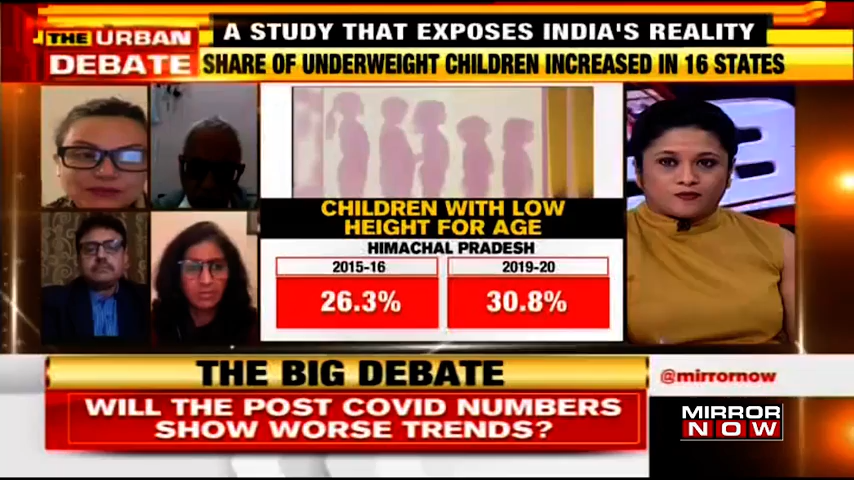 THE URBAN
DEBATE
A STUDY THAT EXPOSES INDIA'S REALITY
SHARE OF UNDERWEIGHT CHILDREN INCREASED IN 16 STATES
CHILDREN WITH LOW
HEIGHT FOR AGE
HIMACHAL PRADESH
2015-16
2019-20
26.3%
30.8%
THE BIG DEBATE
WILL THE POST COVID NUMBERS
SHOW WORSE TRENDS?
@mirrornow
MIRROR
NOW